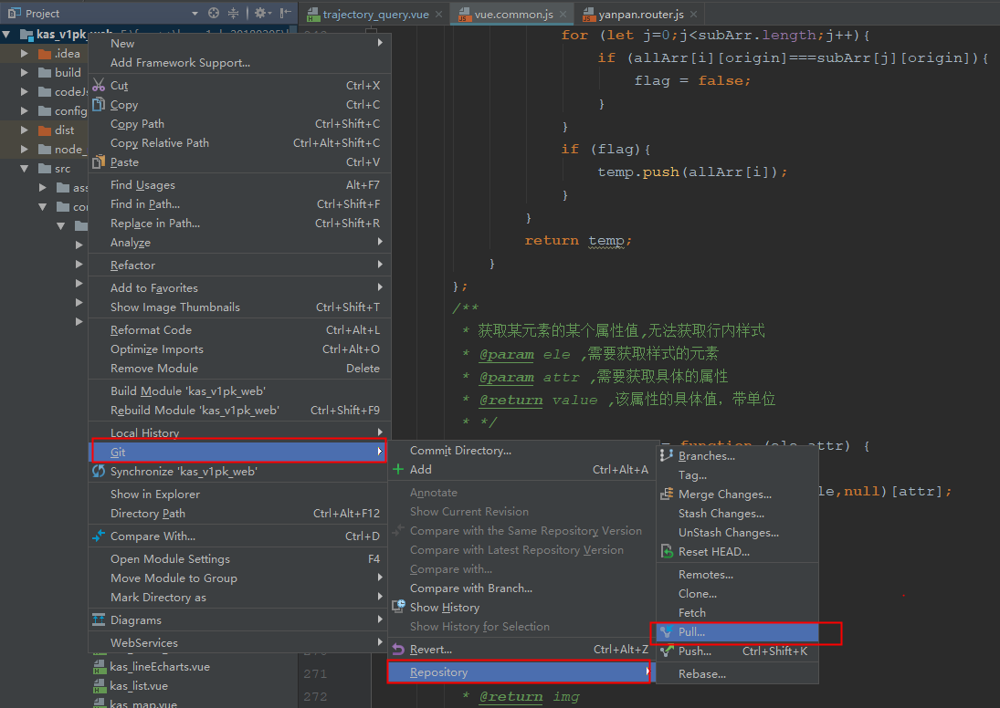 Project
trajectory_query.vue
vue.common.js
yanpan.router.js
kas_v1pk_web
.idea
build
codeJs
config
dist
node_
src
ass
con
New
Add Framework Support...
Cut Ctrl+X
Copy Ctrl+C
Copy Path Ctrl+Shift+C
Copy Relative Path Ctrl+Alt+Shift+C
Paste Ctrl+V
Find Usages Alt+F7
Find in Path... Ctrl+Shift+F
Replace in Path... Ctrl+Shift+R
Analyze
Refactor
Add to Favorites
Show Image Thumbnails Ctrl+Shift+T
Reformat Code Ctrl+Alt+L
Optimize Imports Ctrl+Alt+O
Remove Module Delete
Build Module 'kas_v1pk_web'
Rebuild Module 'kas_v1pk_web' Ctrl+Shift+F9
Local History
Git
Synchronize 'kas_v1pk_web'
Show in Explorer
Directory Path Ctrl+Alt+F12
Compare With... Ctrl+D
Open Module Settings F4
Move Module to Group
Mark Directory as
Diagrams
WebServices
kas_lineEcharts.vue
kas_list.vue
kas_map.vue
Commit Directory...
Add Ctrl+Alt+A
Annotate
Show Current Revision
Compare with the Same Repository Version
Compare with Latest Repository Version
Compare with...
Compare with Branch...
Show History
Show History for Selection
Revert... Ctrl+Alt+Z
Repository
Branches...
Tag...
Merge Changes...
Stash Changes...
UnStash Changes...
Reset HEAD...
Remotes...
Clone...
Fetch
Pull...
Push... Ctrl+Shift+K
Rebase...
for (let j=0;j<subArr.length;j++){
if (allArr[i][origin]===subArr[j][origin]){
flag = false;
}
}
if (flag){
temp.push(allArr[i]);
}
}
return temp;
}
};
/**
* 获取某元素的某个属性值,无法获取行内样式
* @param ele ,需要获取样式的元素
* @param attr ,需要获取具体的属性
* @return value ,该属性的具体值，带单位
* */
= function (ele,attr) {
le,null)[attr];
271
272
* @return img